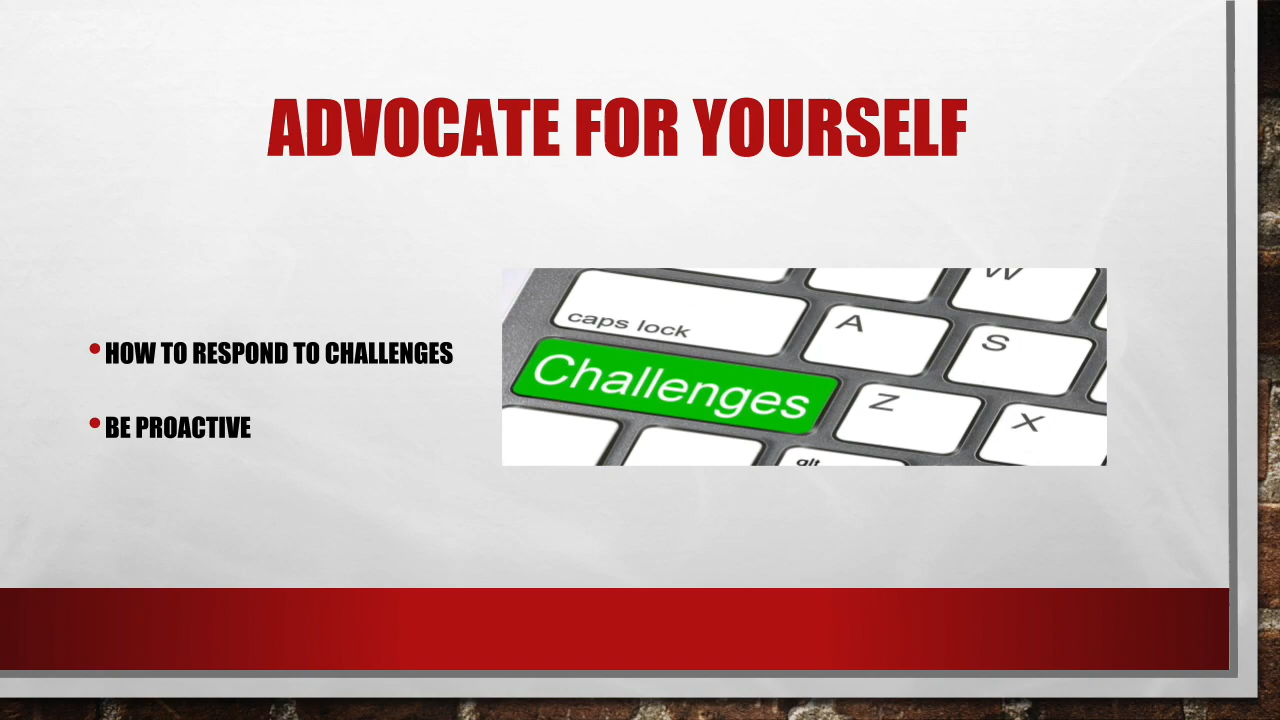 ADVOCATE FOR YOURSELF
• HOW TO RESPOND TO CHALLENGES
• BE PROACTIVE
W
caps lock
A
S
Challenges
Z
X
alt